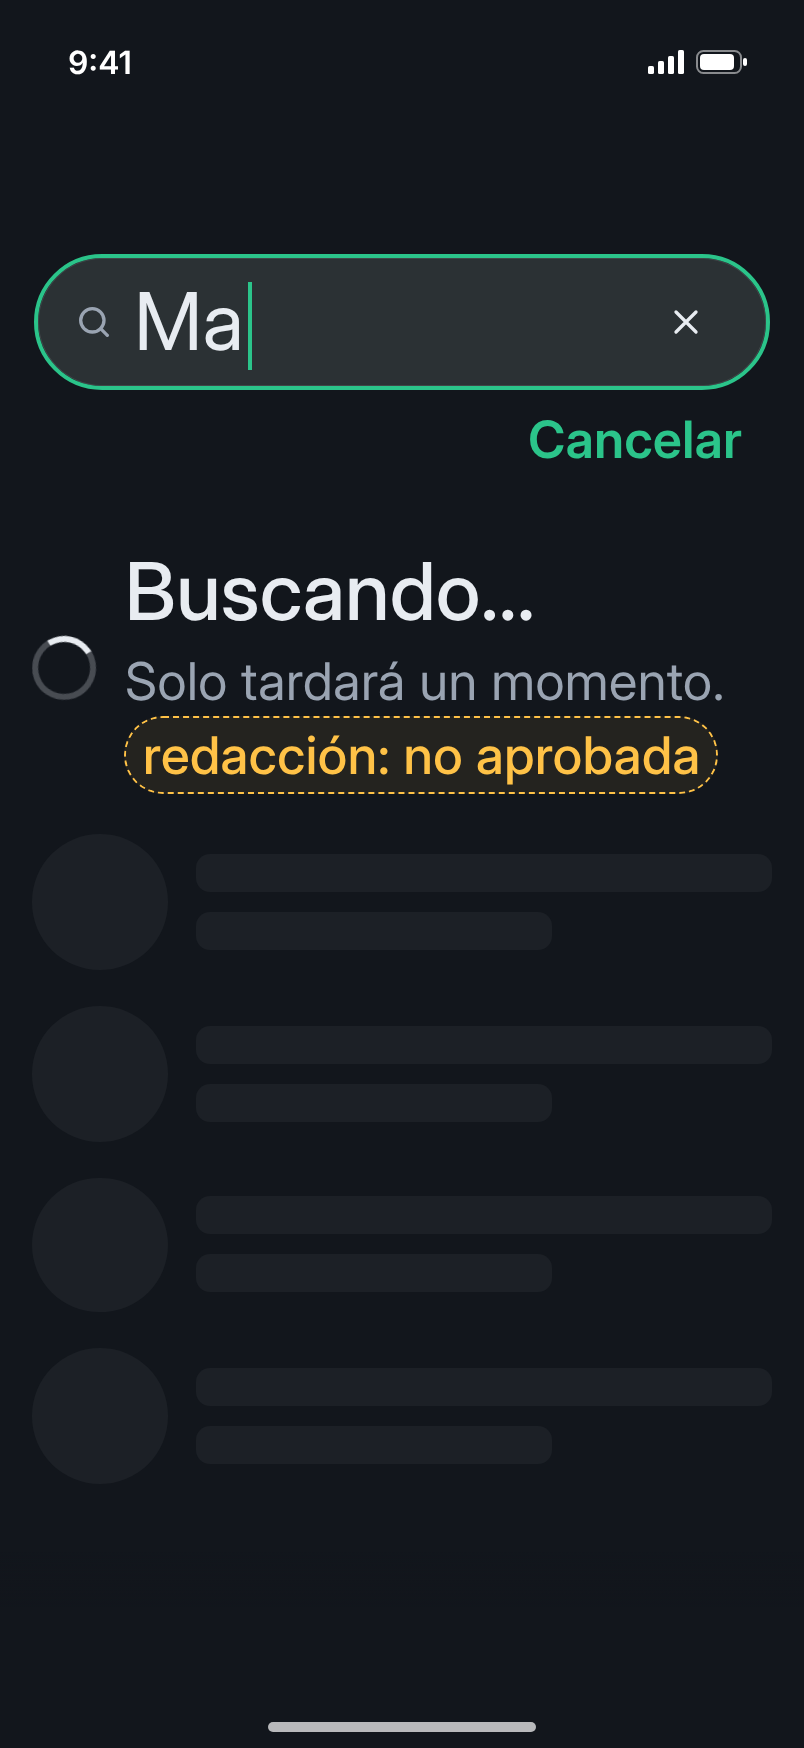 9:41
Ma
Cancelar
Buscando...
Solo tardará un momento.
redacción: no aprobada